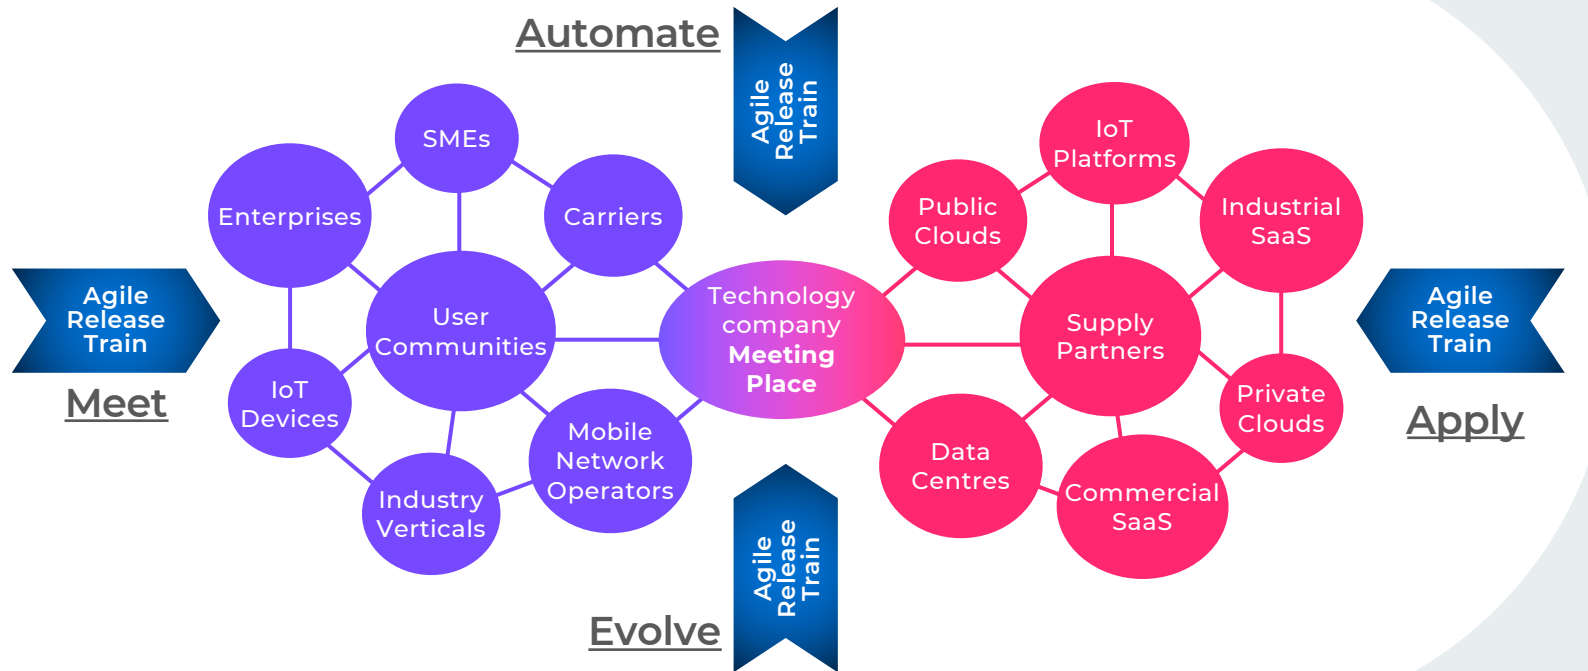 Automate
Agile
Release
Train
SMEs
Enterprises
Carriers
User
Communities
IoT
Devices
Industry
Verticals
Mobile
Network
Operators
Agile
Release
Train
Meet
Technology
company
Meeting
Place
IoT
Platforms
Public
Clouds
Industrial
SaaS
Supply
Partners
Private
Clouds
Data
Centres
Commercial
SaaS
Agile
Release
Train
Apply
Agile
Release
Train
Evolve